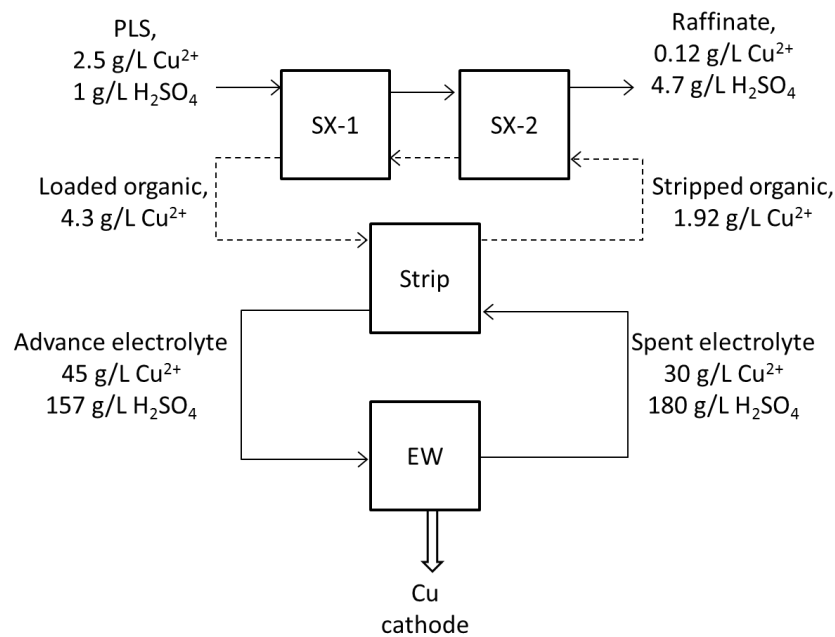 PLS,
2.5 g/L Cu²⁺
1 g/L H₂SO₄
Raffinate,
0.12 g/L Cu²⁺
4.7 g/L H₂SO₄
SX-1
SX-2
Loaded organic,
4.3 g/L Cu²⁺
Stripped organic,
1.92 g/L Cu²⁺
Strip
Advance electrolyte
45 g/L Cu²⁺
157 g/L H₂SO₄
Spent electrolyte
30 g/L Cu²⁺
180 g/L H₂SO₄
EW
Cu
cathode